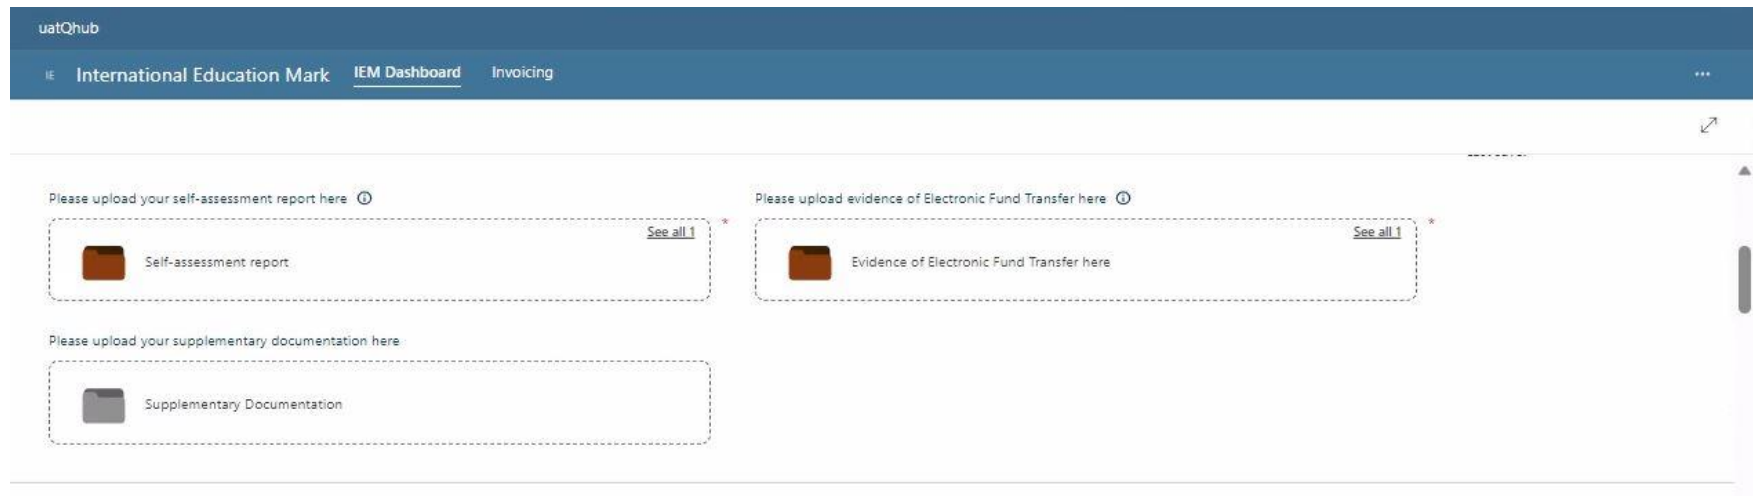 uatQhub
IE International Education Mark IEM Dashboard Invoicing ...
Please upload your self-assessment report here
See all 1 *
Self-assessment report
Please upload evidence of Electronic Fund Transfer here
See all 1 *
Evidence of Electronic Fund Transfer here
Please upload your supplementary documentation here
Supplementary Documentation